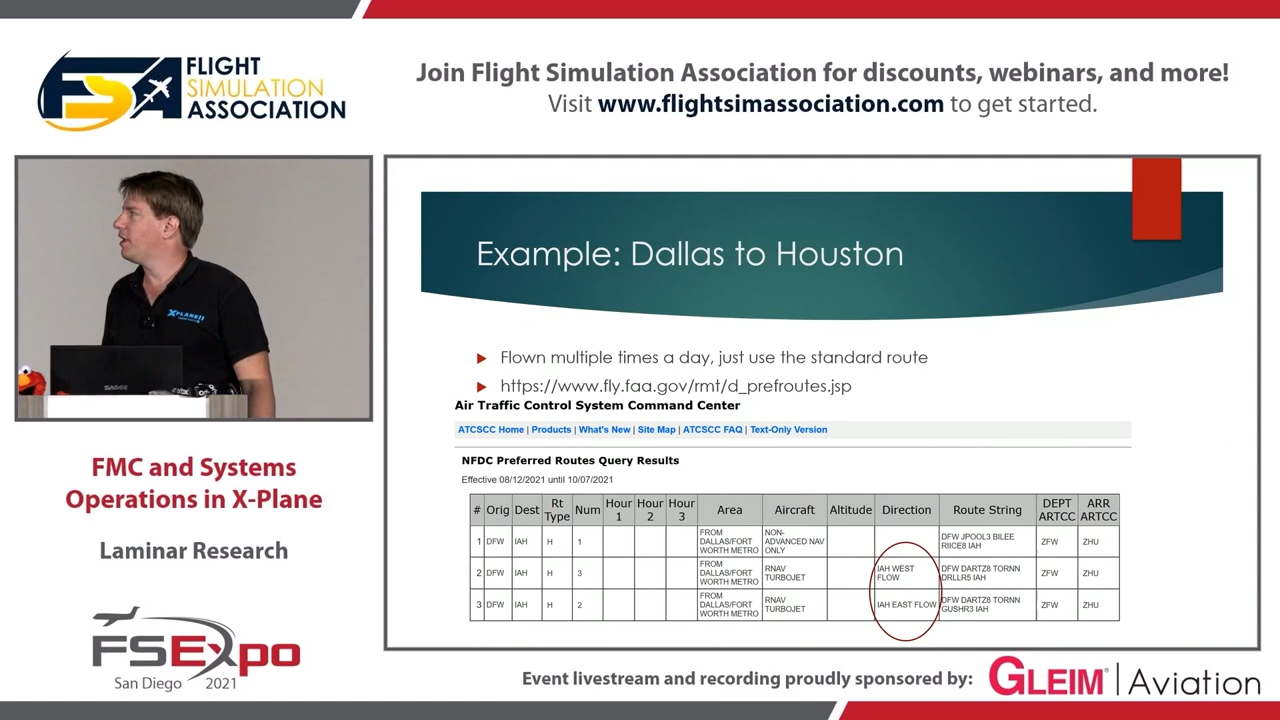 FLIGHT
SIMULATION
ASSOCIATION
Join Flight Simulation Association for discounts, webinars, and more!
Visit www.flightsimassociation.com to get started.
X-PLANE 11
FMC and Systems
Operations in X-Plane
Laminar Research
FSExpo
San Diego 2021
Example: Dallas to Houston
Flown multiple times a day, just use the standard route
https://www.fly.faa.gov/rmt/d_prefroutes.jsp
Air Traffic Control System Command Center
ATCSCC Home | Products | What's New | Site Map | ATCSCC FAQ | Text-Only Version
NFDC Preferred Routes Query Results
Effective 08/12/2021 until 10/07/2021
# Orig Dest Rt Type Num Hour 1 Hour 2 Hour 3 Area Aircraft Altitude Direction Route String DEPT ARTCC ARR ARTCC
1 DFW IAH H 1 FROM DALLAS/FORT WORTH METRO NON-ADVANCED NAV ONLY DFW JPOOL3 BILEE RIICE8 IAH ZFW ZHU
2 DFW IAH H 3 FROM DALLAS/FORT WORTH METRO RNAV TURBOJET IAH WEST FLOW DFW DARTZ8 TORNN DRLLR5 IAH ZFW ZHU
3 DFW IAH H 2 FROM DALLAS/FORT WORTH METRO RNAV TURBOJET IAH EAST FLOW DFW DARTZ8 TORNN GUSHR3 IAH ZFW ZHU
Event livestream and recording proudly sponsored by:
GLEIM® | Aviation